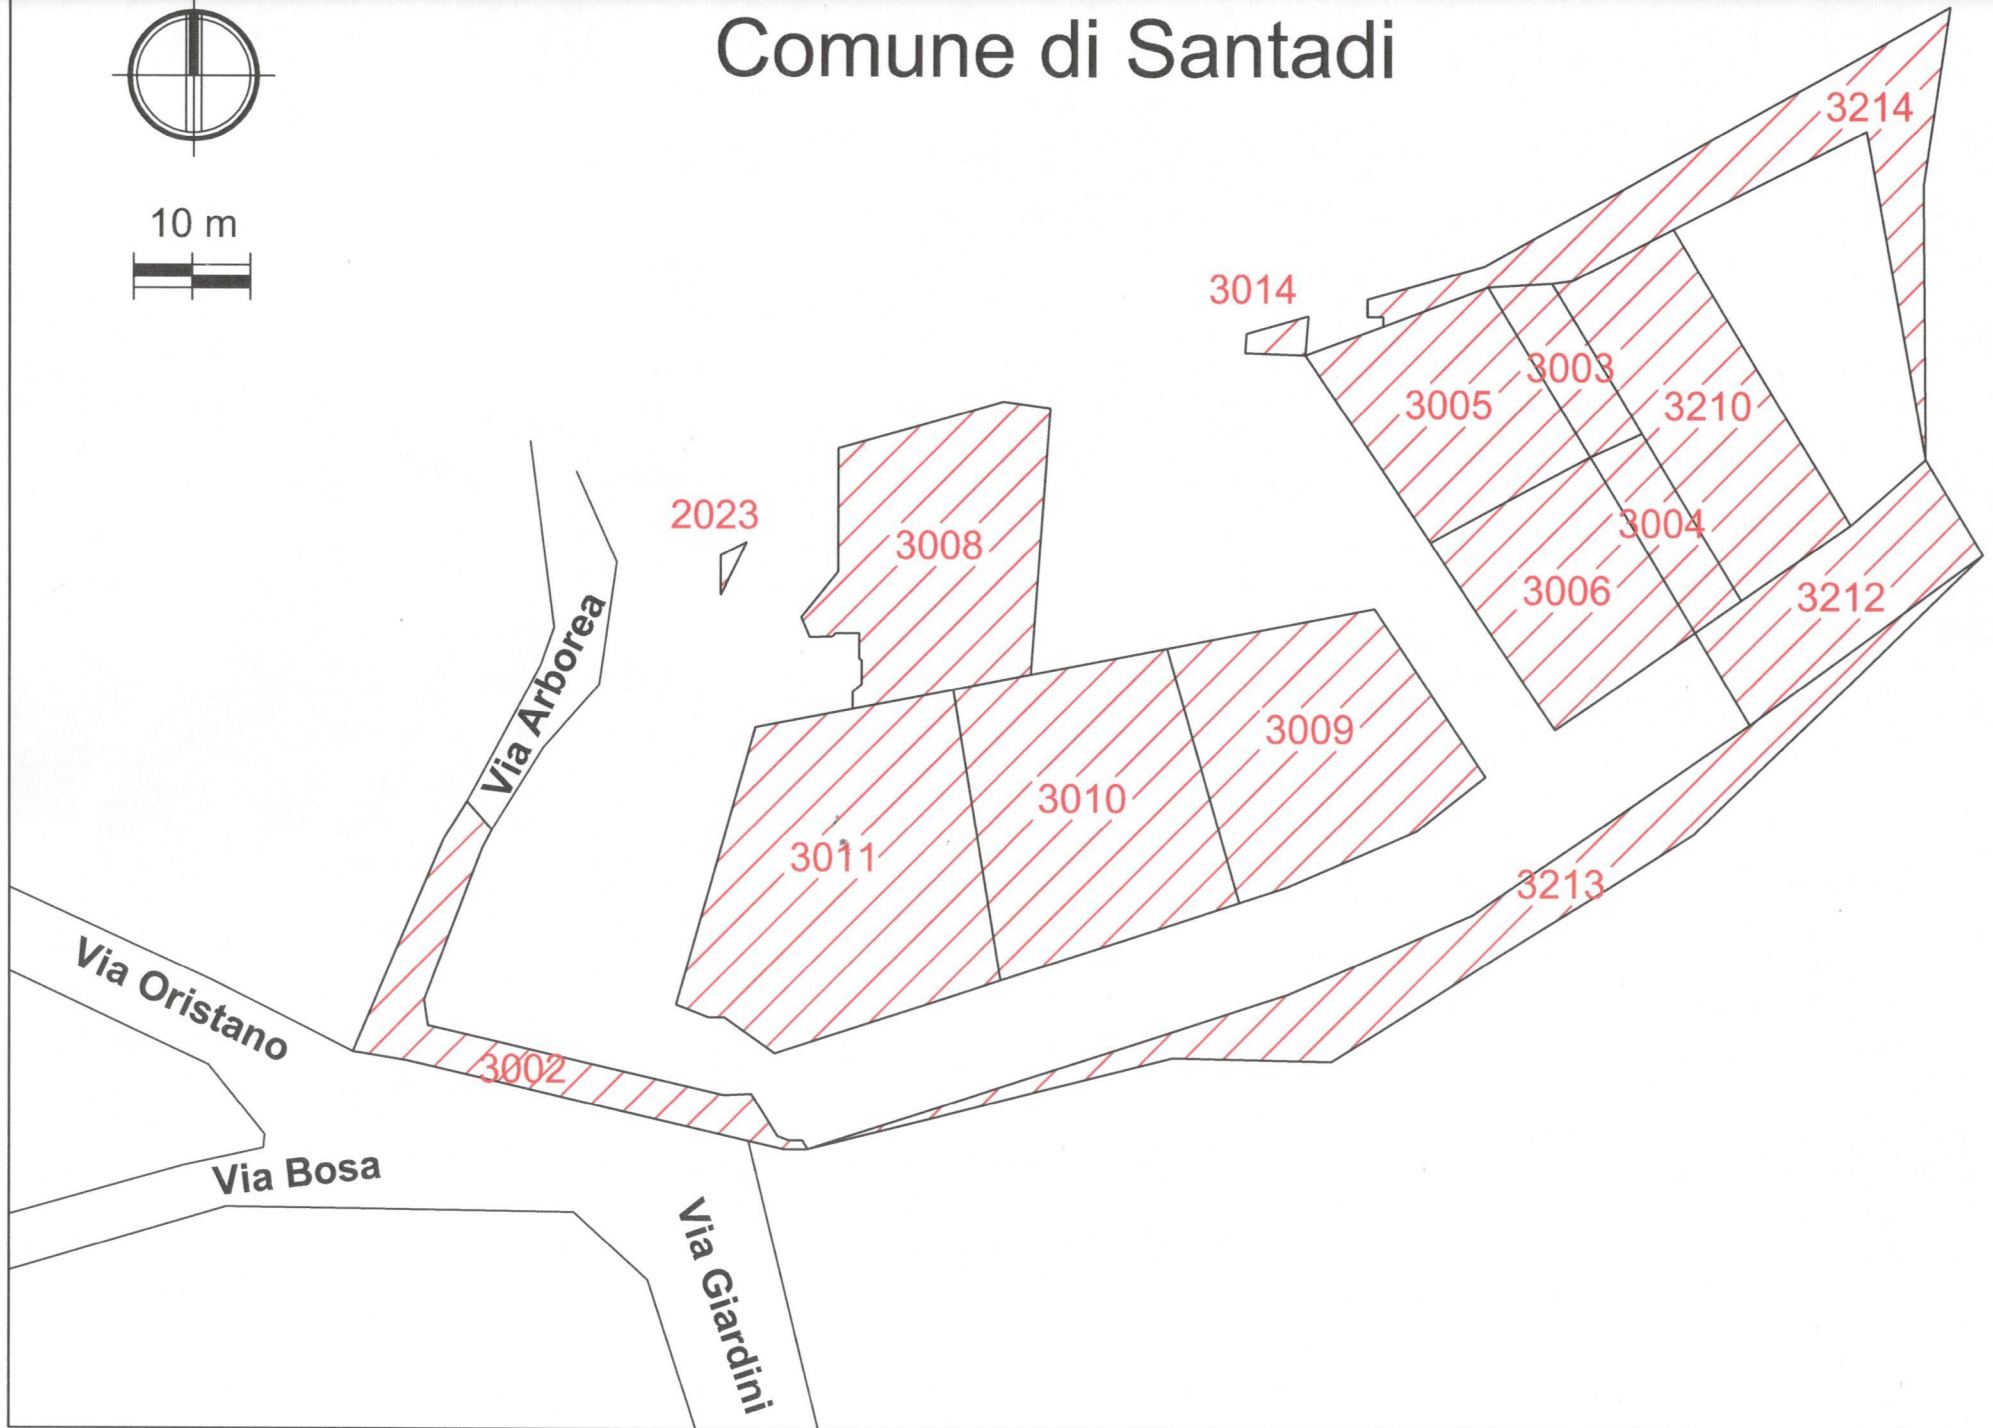 Comune di Santadi
10 m
3214
3014
3003
3005
3210
2023
3008
3004
3006
3212
Via Arborea
3009
3010
3011
3213
Via Oristano
3002
Via Bosa
Via Giardini